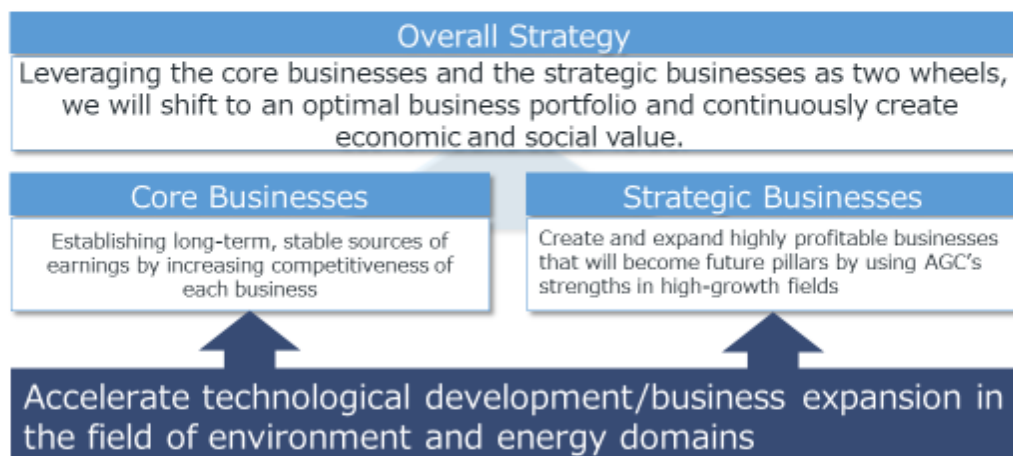 Overall Strategy
Leveraging the core businesses and the strategic businesses as two wheels,
we will shift to an optimal business portfolio and continuously create
economic and social value.
Core Businesses
Establishing long-term, stable sources of
earnings by increasing competitiveness of
each business
Strategic Businesses
Create and expand highly profitable businesses
that will become future pillars by using AGC's
strengths in high-growth fields
Accelerate technological development/business expansion in
the field of environment and energy domains